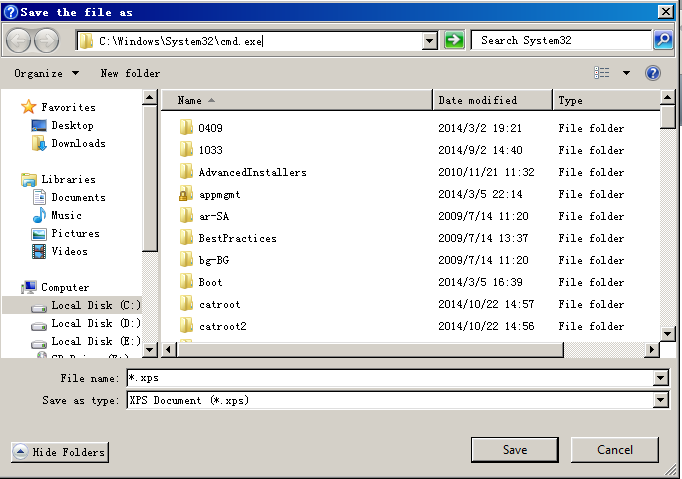 Save the file as
C:\Windows\System32\cmd.exe
Search System32
Organize
New folder
Favorites
Desktop
Downloads
Libraries
Documents
Music
Pictures
Videos
Computer
Local Disk (C:)
Local Disk (D:)
Local Disk (E:)
Name Date modified Type
0409 2014/3/2 19:21 File folder
1033 2014/9/2 14:40 File folder
AdvancedInstallers 2010/11/21 11:32 File folder
appmgmt 2014/3/5 22:14 File folder
ar-SA 2009/7/14 11:20 File folder
BestPractices 2009/7/14 13:37 File folder
bg-BG 2009/7/14 11:20 File folder
Boot 2014/3/5 16:39 File folder
catroot 2014/10/22 14:57 File folder
catroot2 2014/10/22 14:56 File folder
File name: *.xps
Save as type: XPS Document (*.xps)
Hide Folders
Save
Cancel